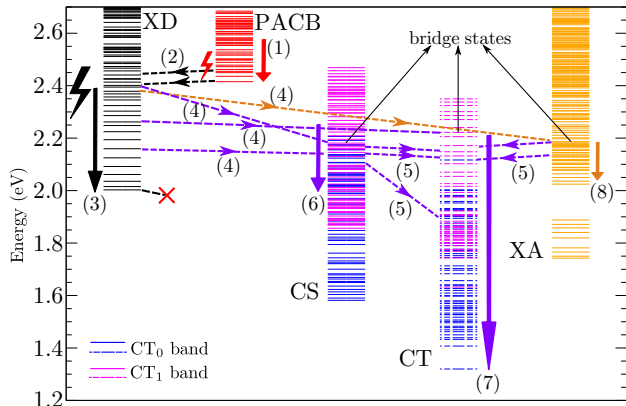 XD
PACB
bridge states
(1)
(2)
(4)
(4)
(4)
(4)
(5)
(5)
(5)
(3)
(6)
(8)
(7)
XA
CS
CT
CT₀ band
CT₁ band
Energy (eV)
2.6
2.4
2.2
2.0
1.8
1.6
1.4
1.2